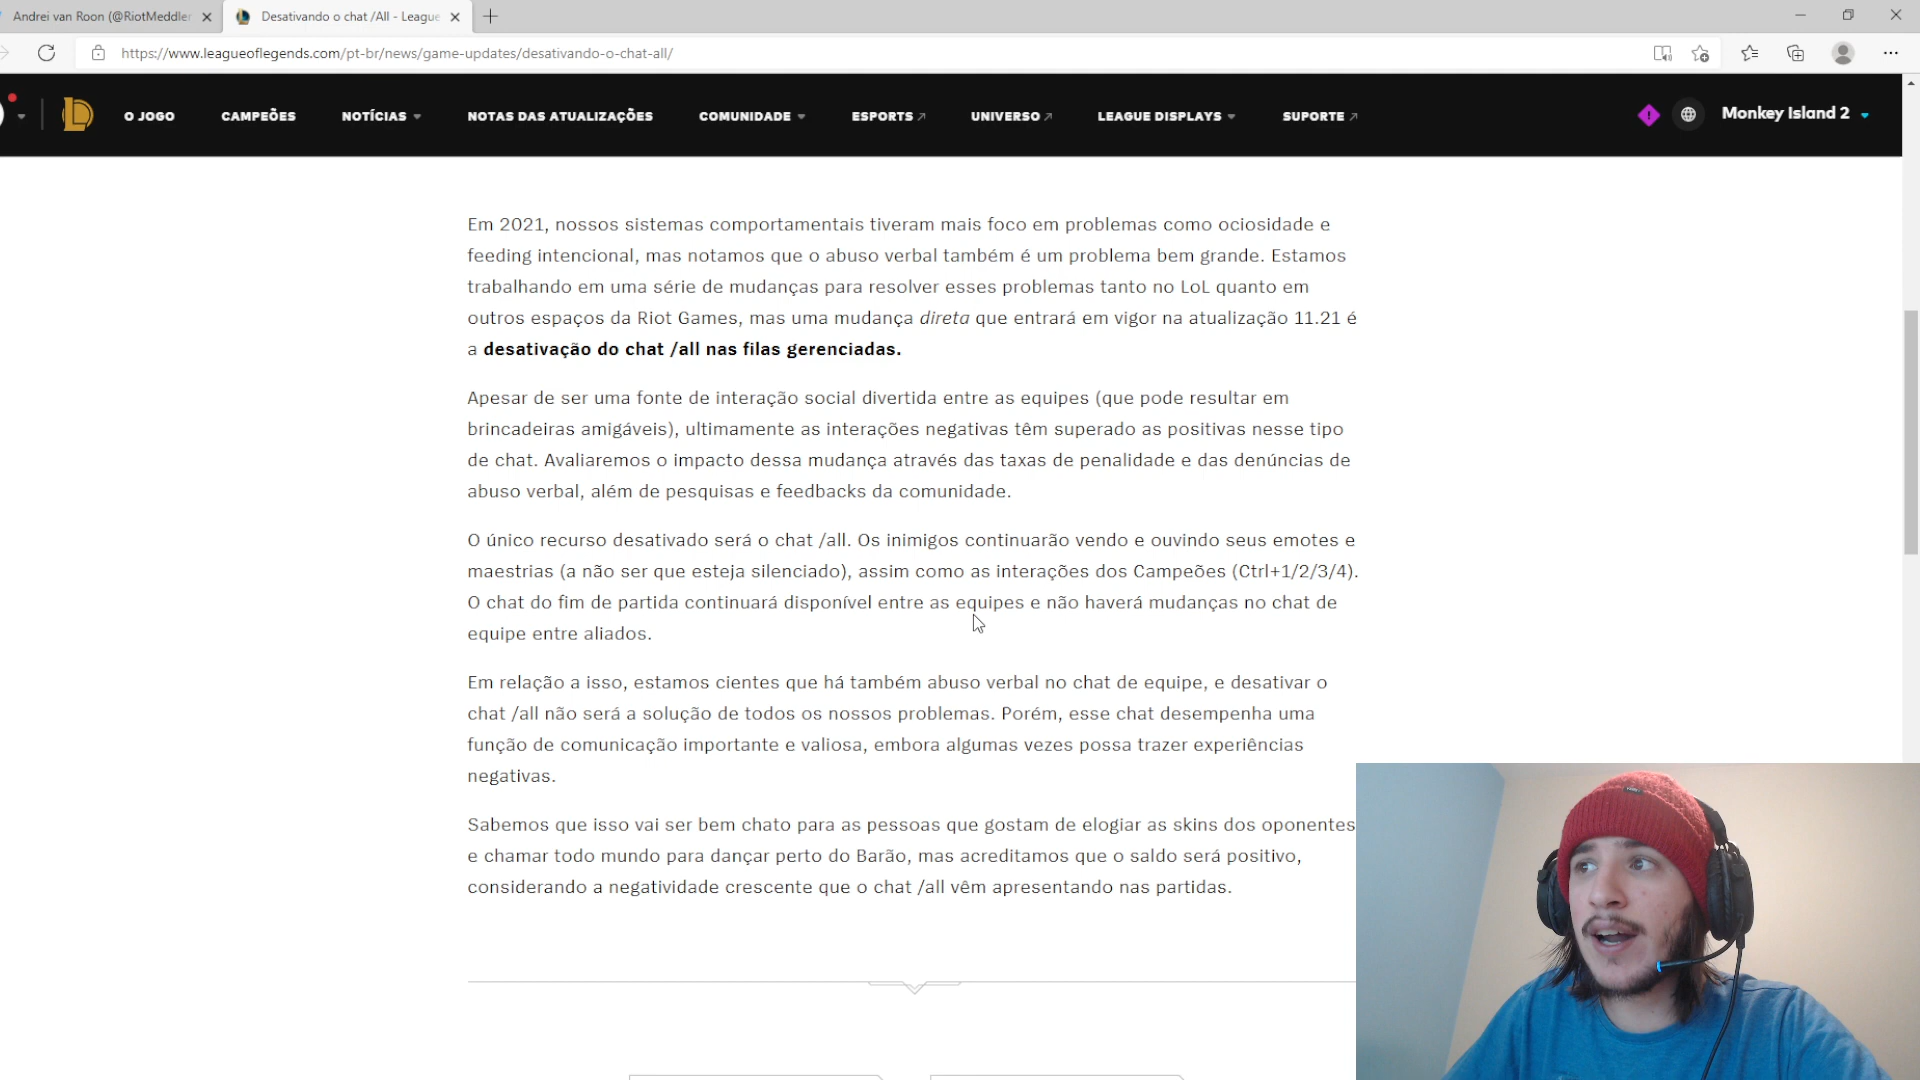 Andrei van Roon (@RiotMeddler
Desativando o chat /All - League
https://www.leagueoflegends.com/pt-br/news/game-updates/desativando-o-chat-all/
O JOGO CAMPEÕES NOTÍCIAS NOTAS DAS ATUALIZAÇÕES COMUNIDADE ESPORTS UNIVERSO LEAGUE DISPLAYS SUPORTE Monkey Island 2
Em 2021, nossos sistemas comportamentais tiveram mais foco em problemas como ociosidade e
feeding intencional, mas notamos que o abuso verbal também é um problema bem grande. Estamos
trabalhando em uma série de mudanças para resolver esses problemas tanto no LoL quanto em
outros espaços da Riot Games, mas uma mudança direta que entrará em vigor na atualização 11.21 é
a desativação do chat /all nas filas gerenciadas.
Apesar de ser uma fonte de interação social divertida entre as equipes (que pode resultar em
brincadeiras amigáveis), ultimamente as interações negativas têm superado as positivas nesse tipo
de chat. Avaliaremos o impacto dessa mudança através das taxas de penalidade e das denúncias de
abuso verbal, além de pesquisas e feedbacks da comunidade.
O único recurso desativado será o chat /all. Os inimigos continuarão vendo e ouvindo seus emotes e
maestrias (a não ser que esteja silenciado), assim como as interações dos Campeões (Ctrl+1/2/3/4).
O chat do fim de partida continuará disponível entre as equipes e não haverá mudanças no chat de
equipe entre aliados.
Em relação a isso, estamos cientes que há também abuso verbal no chat de equipe, e desativar o
chat /all não será a solução de todos os nossos problemas. Porém, esse chat desempenha uma
função de comunicação importante e valiosa, embora algumas vezes possa trazer experiências
negativas.
Sabemos que isso vai ser bem chato para as pessoas que gostam de elogiar as skins dos oponentes
e chamar todo mundo para dançar perto do Barão, mas acreditamos que o saldo será positivo,
considerando a negatividade crescente que o chat /all vêm apresentando nas partidas.